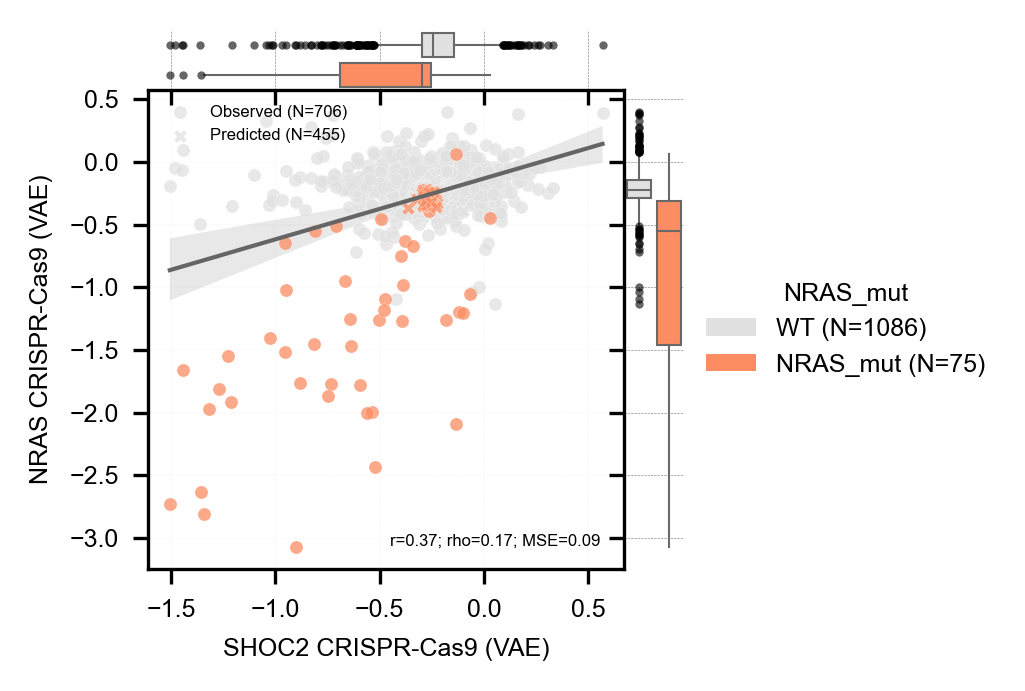 Observed (N=706)
Predicted (N=455)
0.5
0.0
−0.5
−1.0
−1.5
−2.0
−2.5
−3.0
NRAS CRISPR-Cas9 (VAE)
r=0.37; rho=0.17; MSE=0.09
−1.5
−1.0
−0.5
0.0
0.5
SHOC2 CRISPR-Cas9 (VAE)
NRAS_mut
WT (N=1086)
NRAS_mut (N=75)